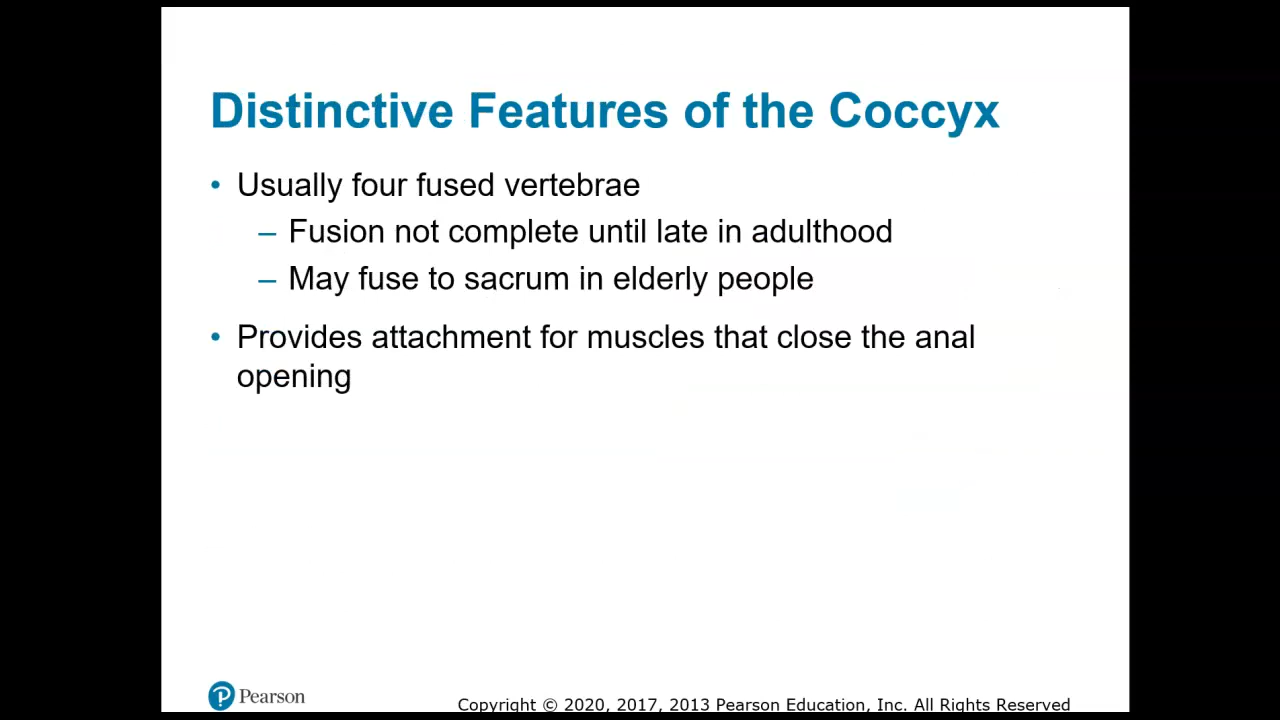 Distinctive Features of the Coccyx
• Usually four fused vertebrae
– Fusion not complete until late in adulthood
– May fuse to sacrum in elderly people
• Provides attachment for muscles that close the anal
opening
Pearson
Copyright © 2020, 2017, 2013 Pearson Education, Inc. All Rights Reserved